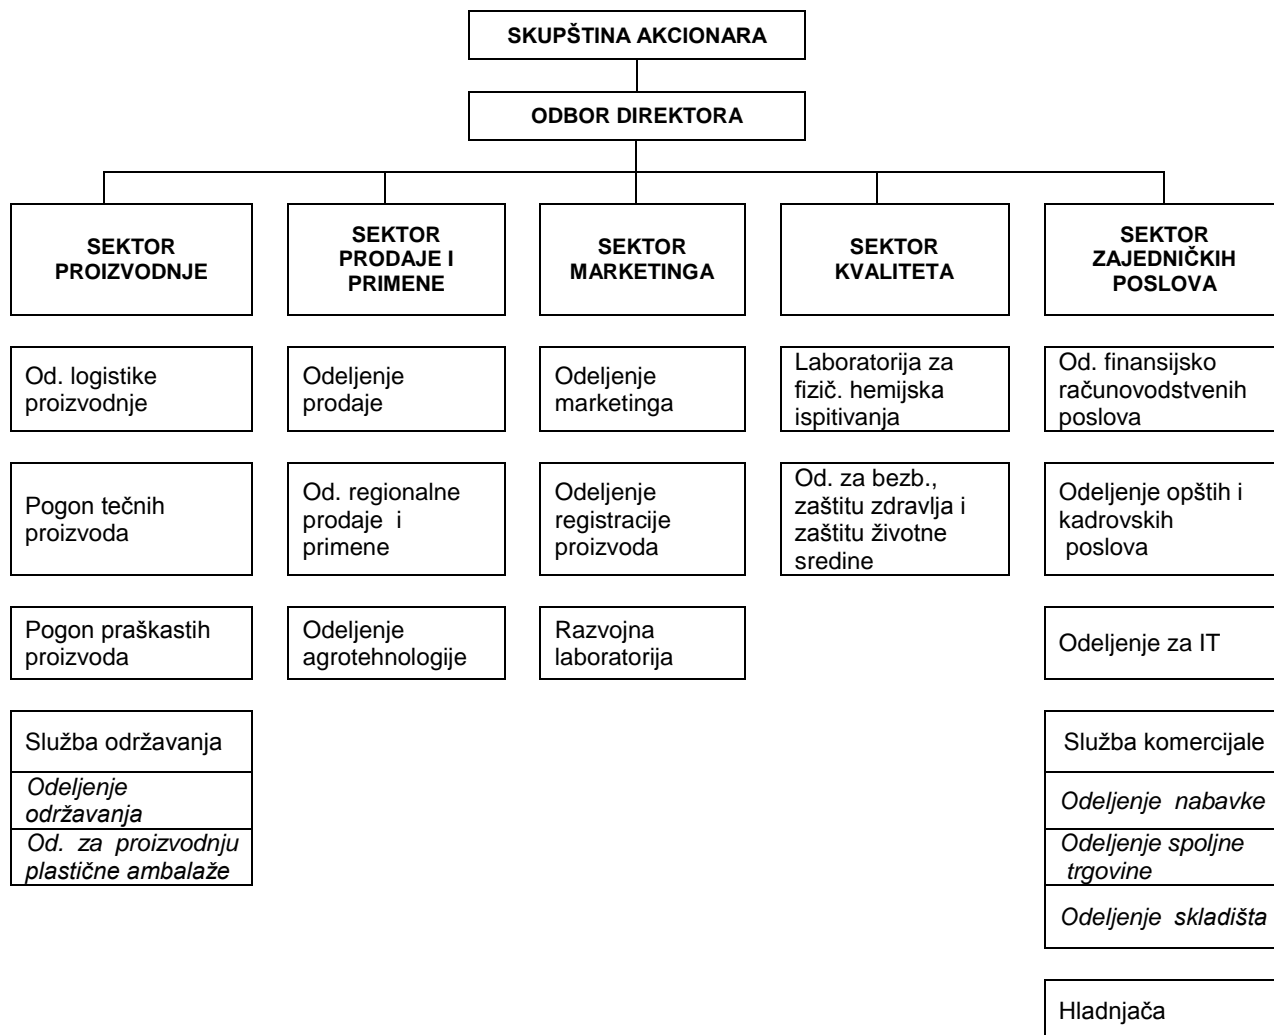 SKUPŠTINA AKCIONARA
ODBOR DIREKTORA
SEKTOR
PROIZVODNJE
SEKTOR
PRODAJE I
PRIMENE
SEKTOR
MARKETINGA
SEKTOR
KVALITETA
SEKTOR
ZAJEDNIČKIH
POSLOVA
Od. logistike
proizvodnje
Odeljenje
prodaje
Odeljenje
marketinga
Laboratorija za
fizič. hemijska
ispitivanja
Od. finansijsko
računovodstvenih
poslova
Pogon tečnih
proizvoda
Od. regionalne
prodaje i
primene
Odeljenje
registracije
proizvoda
Od. za bezb.,
zaštitu zdravlja i
zaštitu životne
sredine
Odeljenje opštih i
kadrovskih
poslova
Pogon praškastih
proizvoda
Odeljenje
agrotehnologije
Razvojna
laboratorija
Odeljenje za IT
Služba održavanja
Odeljenje
održavanja
Od. za proizvodnju
plastične ambalaže
Služba komercijale
Odeljenje nabavke
Odeljenje spoljne
trgovine
Odeljenje skladišta
Hladnjača